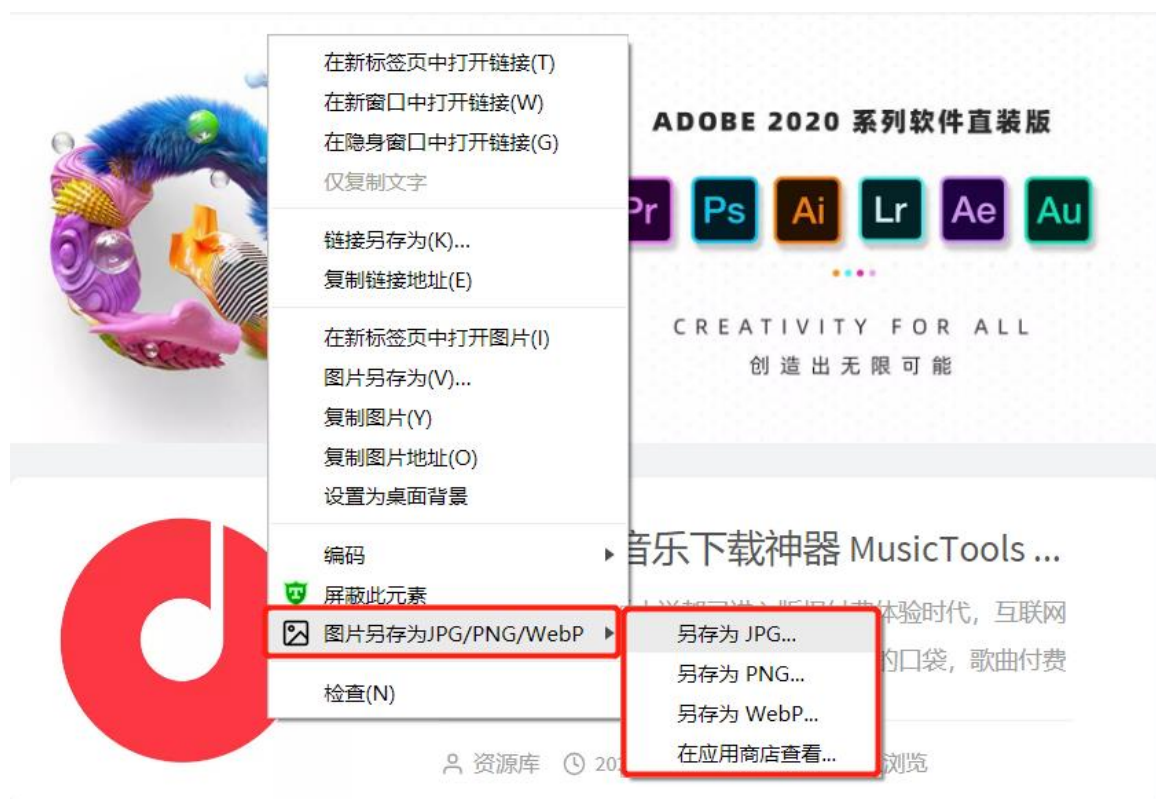 在新标签页中打开链接(T)
在新窗口中打开链接(W)
在隐身窗口中打开链接(G)
仅复制文字
链接另存为(K)...
复制链接地址(E)
在新标签页中打开图片(I)
图片另存为(V)...
复制图片(Y)
复制图片地址(O)
设置为桌面背景
编码
屏蔽此元素
图片另存为JPG/PNG/WebP
检查(N)
另存为 JPG...
另存为 PNG...
另存为 WebP...
在应用商店查看...
ADOBE 2020 系列软件直装版
Pr Ps Ai Lr Ae Au
CREATIVITY FOR ALL
创造出无限可能
音乐下载神器 MusicTools ...
体验时代，互联网
的口袋，歌曲付费
资源库
浏览